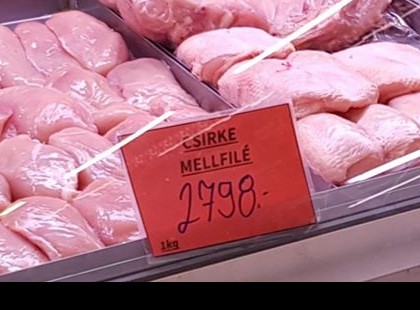 CSIRKE
MELLFILÉ
2798.-
1kg